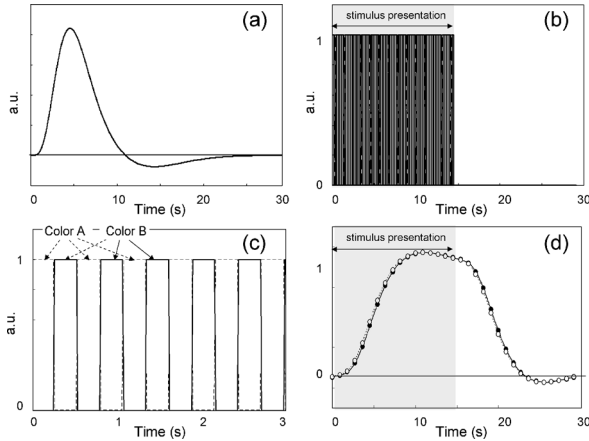 (a)
a.u.
0
10
20
30
Time (s)
(b)
stimulus presentation
1
0
a.u.
0
10
20
30
Time (s)
(c)
Color A
Color B
1
0
a.u.
0
1
2
3
Time (s)
(d)
stimulus presentation
1
0
0
10
20
30
Time (s)